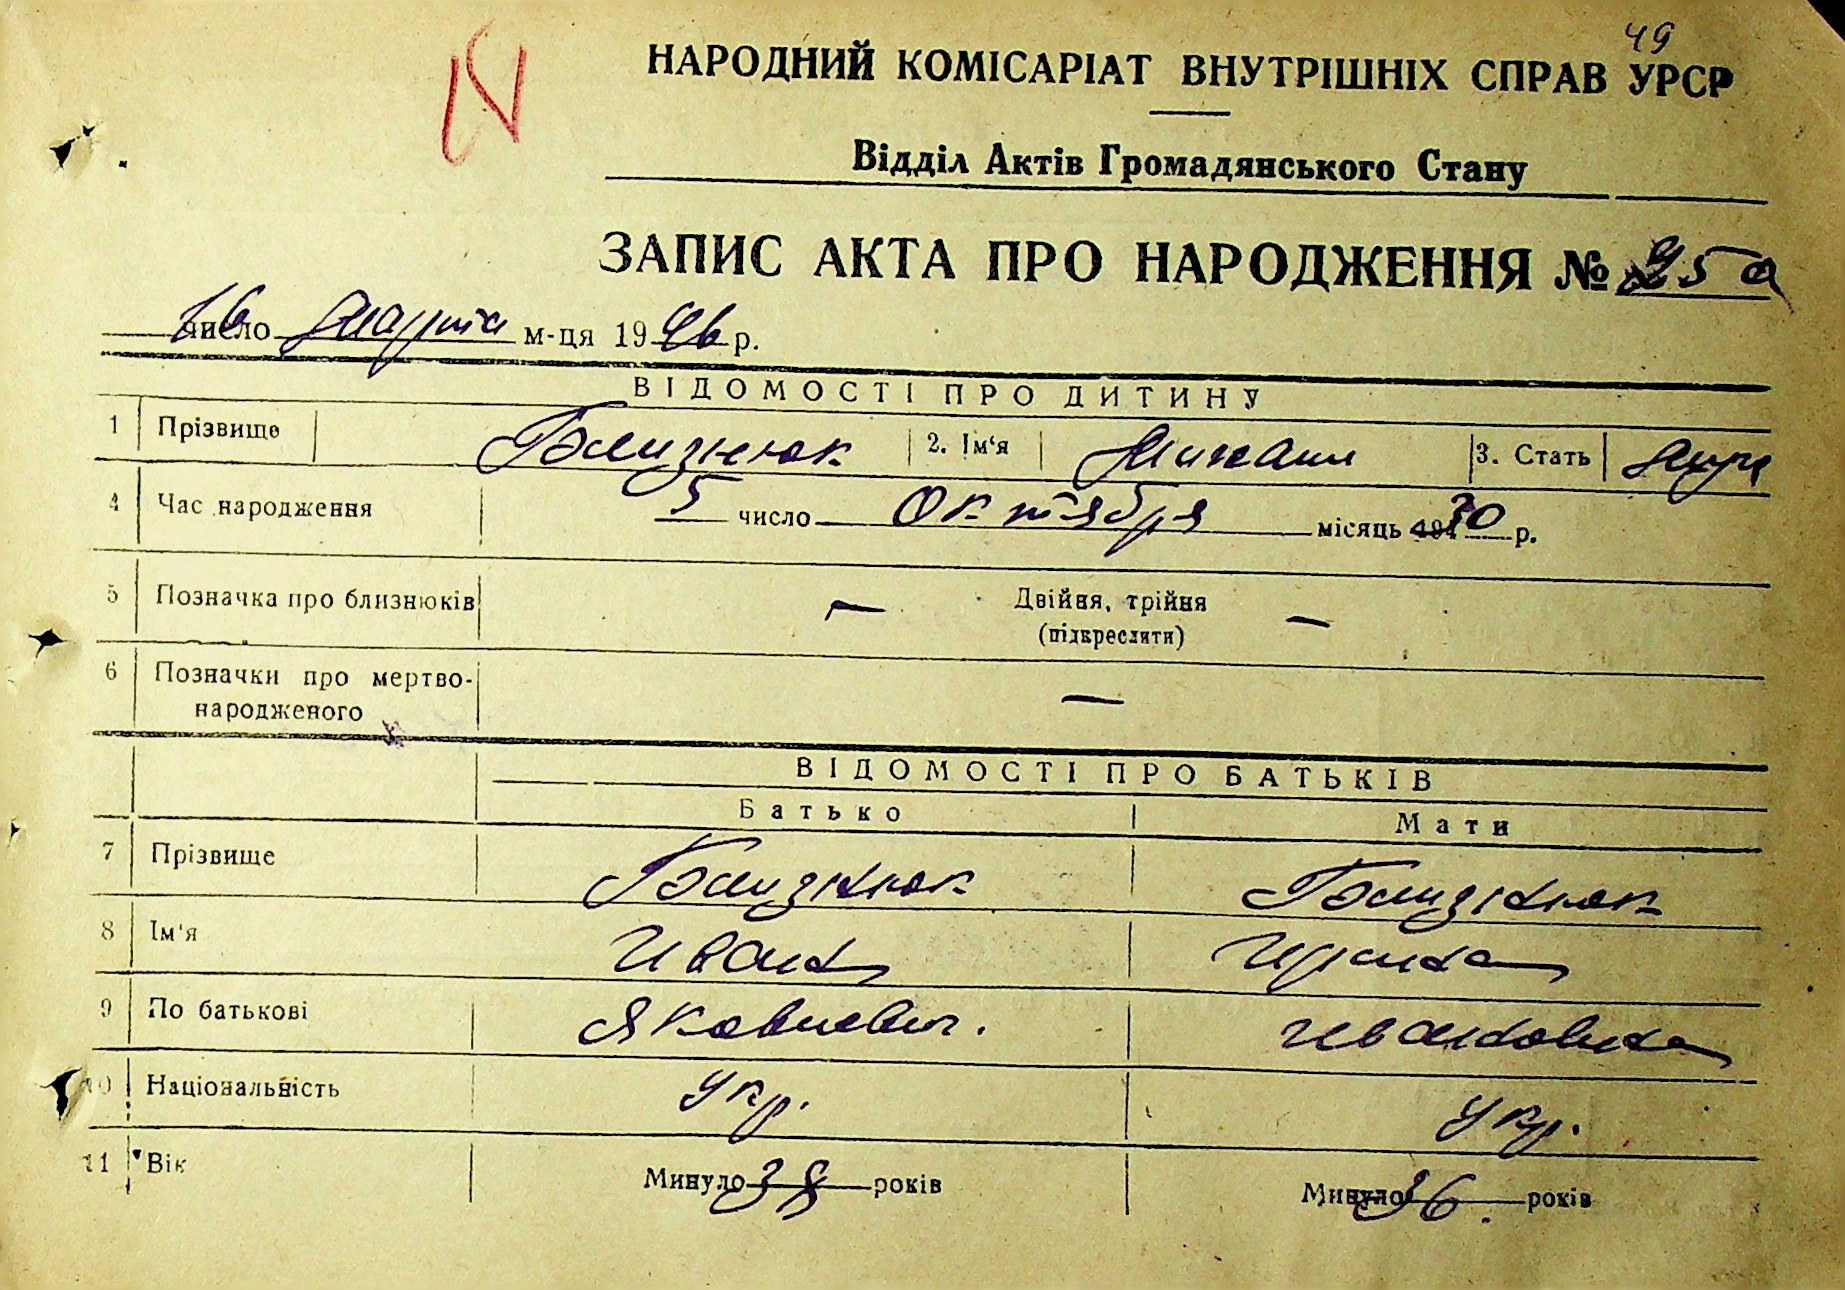 49
НАРОДНИЙ КОМІСАРІАТ ВНУТРІШНІХ СПРАВ УРСР
Відділ Актів Громадянського Стану
ЗАПИС АКТА ПРО НАРОДЖЕННЯ № 25а
16 число марта м-ця 1946 р.
ВІДОМОСТІ ПРО ДИТИНУ
1 Прізвище Близнюк 2. Ім'я Михаил 3. Стать муж
4 Час народження 5 число Октября місяць 1930 р.
5 Позначка про близнюків — Двійня, трійня —
(підкреслити)
6 Позначки про мертво-
народженого —
ВІДОМОСТІ ПРО БАТЬКІВ
Батько Мати
7 Прізвище Близнюк Близнюк
8 Ім'я Иван Ирина
9 По батькові Яковлевич. Ивановна
10 Національність Укр. Укр.
11 Вік Минуло 38 років Минуло 36 років